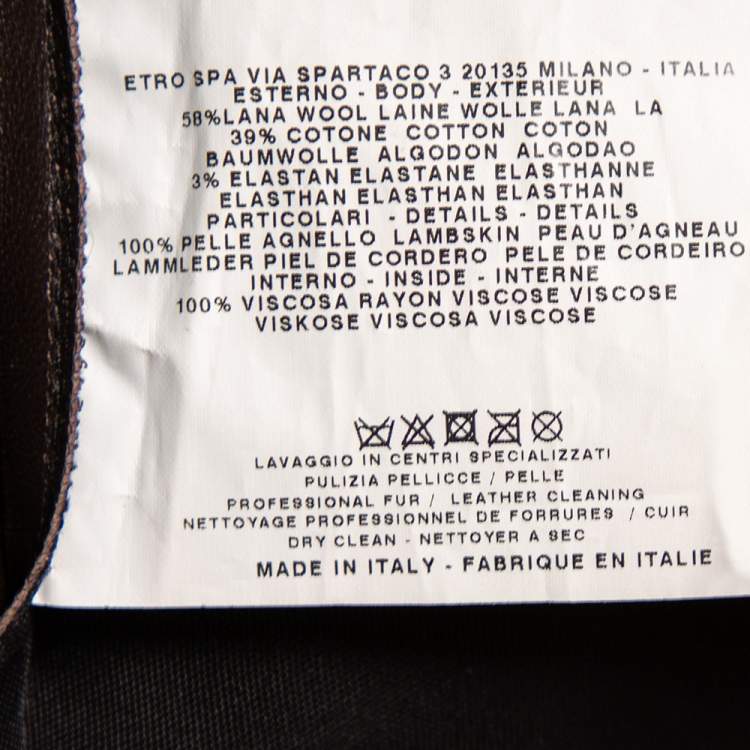 ETRO SPA VIA SPARTACO 3 20135 MILANO - ITALIA
ESTERNO - BODY - EXTERIEUR
58%LANA WOOL LAINE WOLLE LANA LA
39% COTONE COTTON COTON
BAUMWOLLE ALGODON ALGODAO
3% ELASTAN ELASTANE ELASTHANNE
ELASTHAN ELASTHAN ELASTHAN
PARTICOLARI - DETAILS - DETAILS
100% PELLE AGNELLO LAMBSKIN PEAU D'AGNEAU
LAMMLEDER PIEL DE CORDERO PELE DE CORDEIRO
INTERNO - INSIDE - INTERNE
100% VISCOSA RAYON VISCOSE VISCOSE
VISKOSE VISCOSA VISCOSE
LAVAGGIO IN CENTRI SPECIALIZZATI
PULIZIA PELLICCE / PELLE
PROFESSIONAL FUR / LEATHER CLEANING
NETTOYAGE PROFESSIONNEL DE FORRURES / CUIR
DRY CLEAN - NETTOYER A SEC
MADE IN ITALY - FABRIQUE EN ITALIE